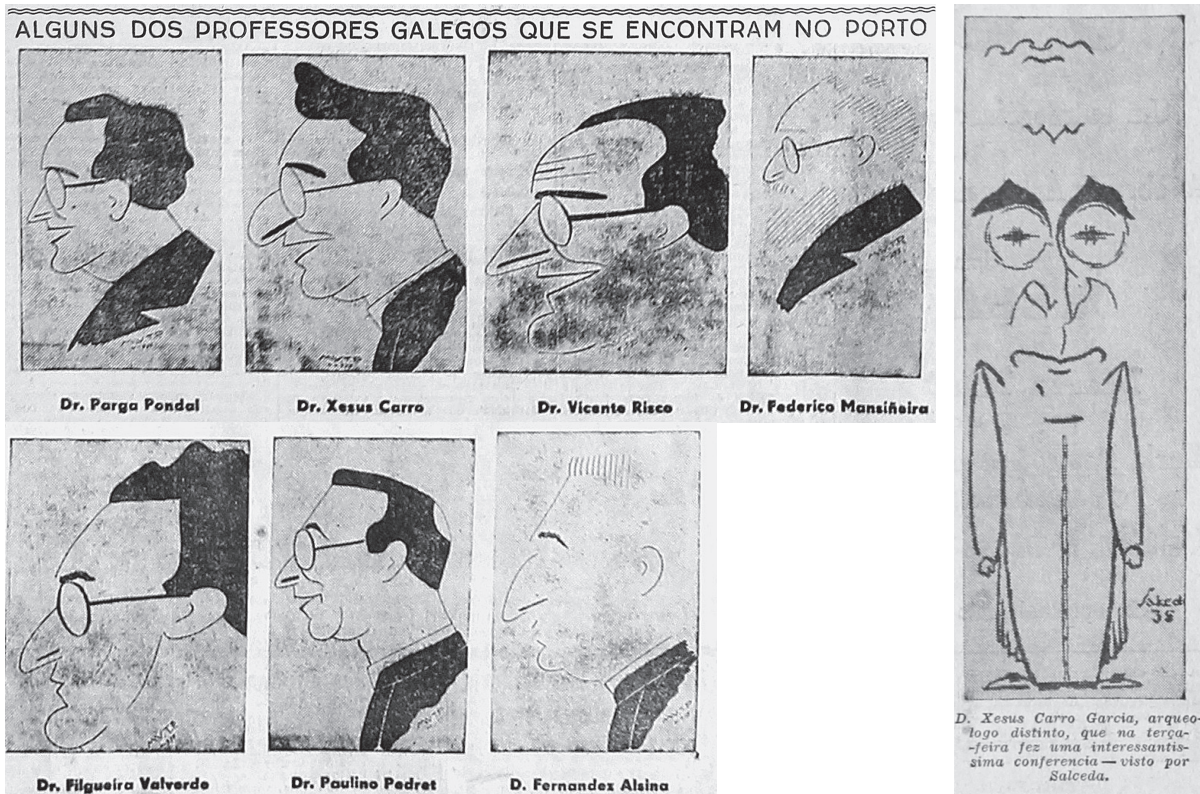 ALGUNS DOS PROFESSORES GALEGOS QUE SE ENCONTRAM NO PORTO
Dr. Parga Pondal
Dr. Xesus Carro
Dr. Vicente Risco
Dr. Federico Mansiñeira
Dr. Filgueira Valverde
Dr. Paulino Pedret
D. Fernandez Alsina
35
D. Xesus Carro Garcia, arqueo-
logo distinto, que na terça-
-feira fez uma interessantis-
sima conferencia — visto por
Salceda.